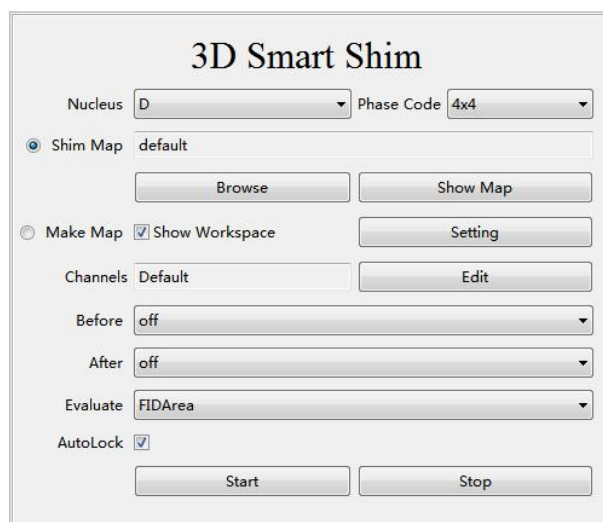 3D Smart Shim
Nucleus D Phase Code 4x4
Shim Map default
Browse Show Map
Make Map Show Workspace Setting
Channels Default Edit
Before off
After off
Evaluate FIDArea
AutoLock
Start Stop